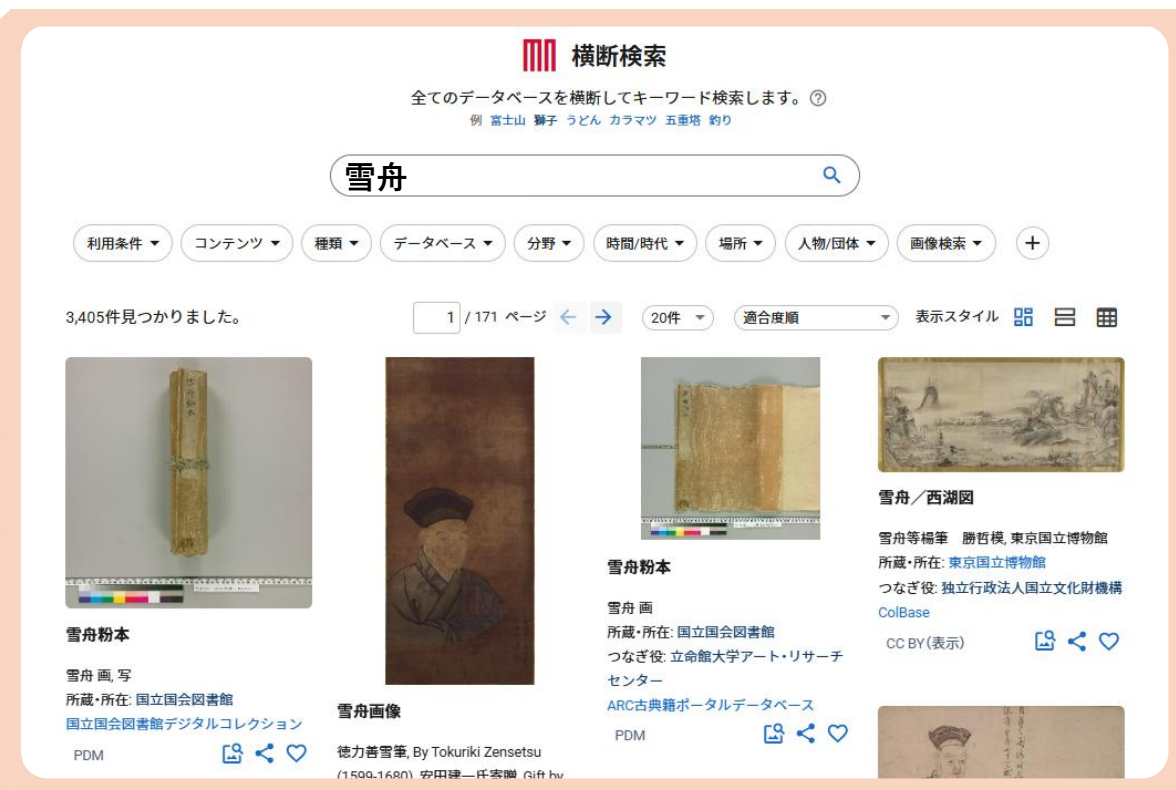 横断検索
全てのデータベースを横断してキーワード検索します。
例 富士山 獅子 うどん カラマツ 五重塔 釣り
雪舟
利用条件 コンテンツ 種類 データベース 分野 時間/時代 場所 人物/団体 画像検索 +
3,405件見つかりました。
1 / 171 ページ 20件 適合度順 表示スタイル
雪舟粉本
雪舟 画, 写
所蔵・所在: 国立国会図書館
国立国会図書館デジタルコレクション
PDM
雪舟画像
徳力善雪筆, By Tokuriki Zensetsu
(1599-1680), 安田建一氏寄贈, Gift by
雪舟粉本
雪舟 画
所蔵・所在: 国立国会図書館
つなぎ役: 立命館大学アート・リサーチ
センター
ARC古典籍ポータルデータベース
PDM
雪舟／西湖図
雪舟等楊筆　勝哲模, 東京国立博物館
所蔵・所在: 東京国立博物館
つなぎ役: 独立行政法人国立文化財機構
ColBase
CC BY（表示）